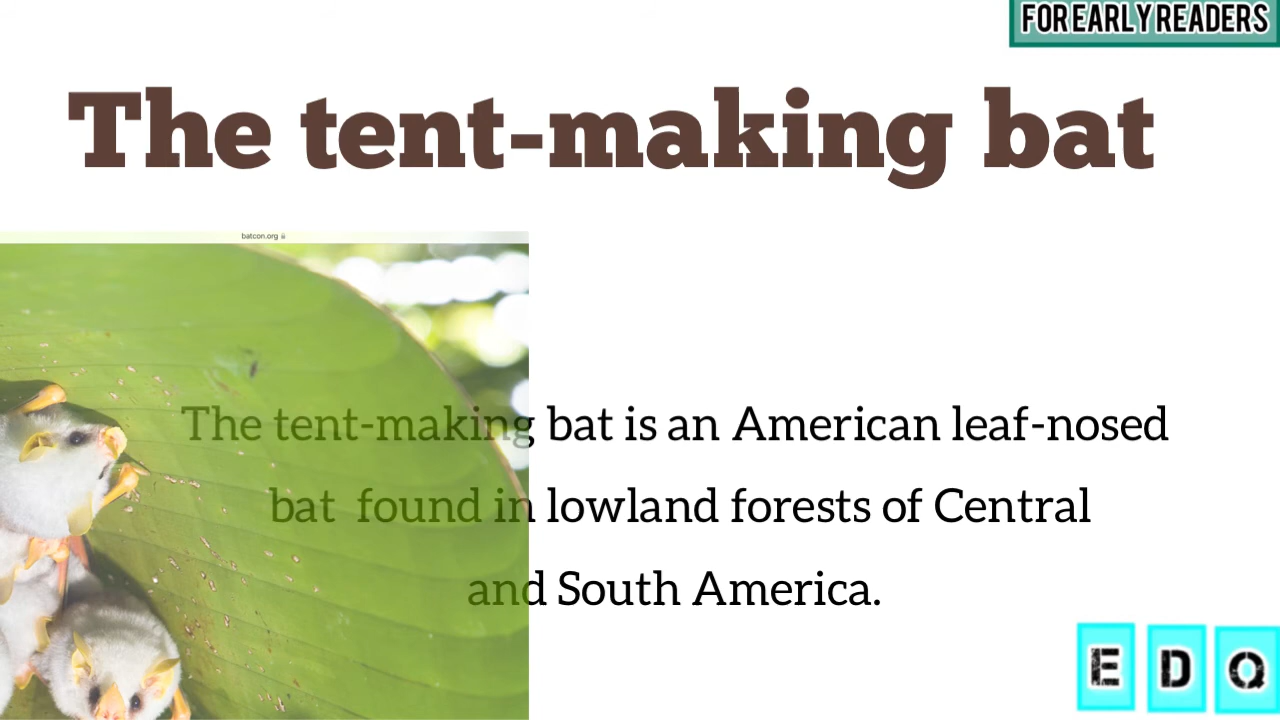 FOR EARLY READERS
The tent-making bat
batcon.org
The tent-making bat is an American leaf-nosed
bat found in lowland forests of Central
and South America.
E D Q